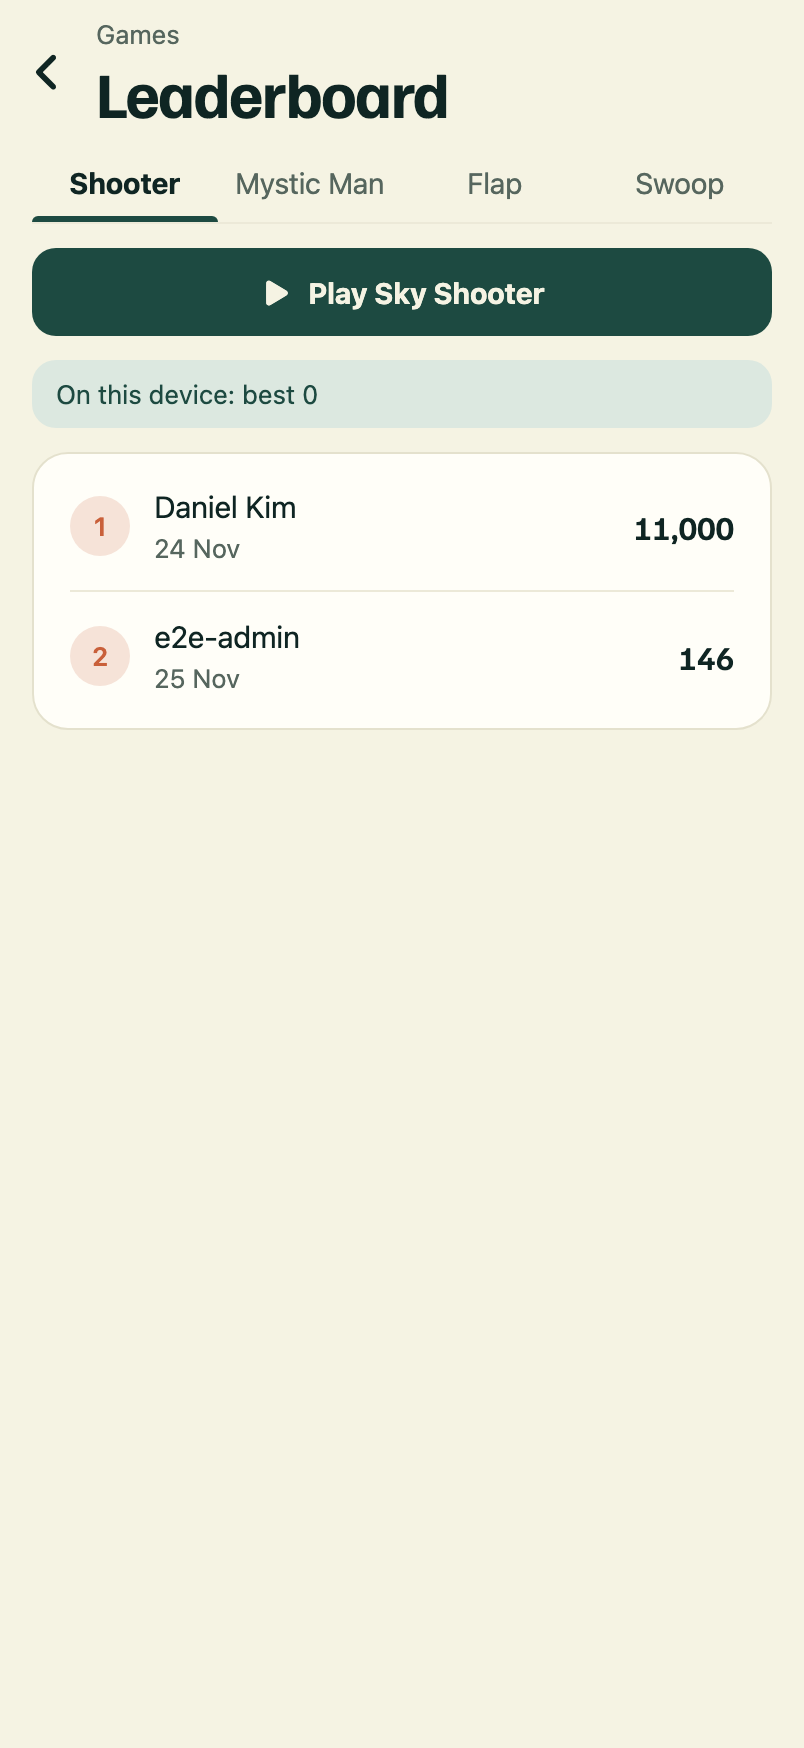 Games
Leaderboard
Shooter Mystic Man Flap Swoop
Play Sky Shooter
On this device: best 0
1 Daniel Kim 11,000
24 Nov
2 e2e-admin 146
25 Nov